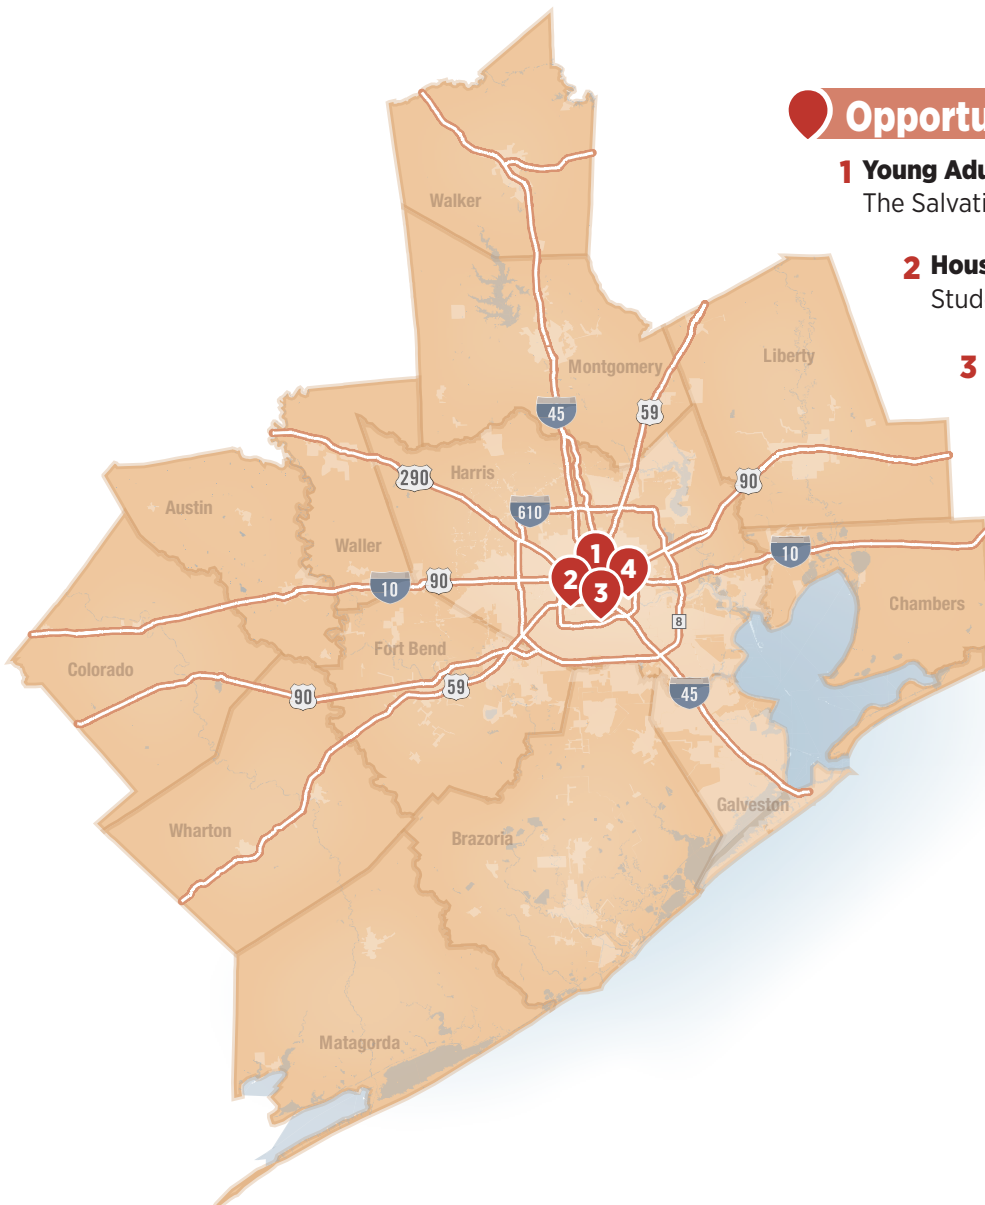 Opportu
1 Young Adu
The Salvati
2 Hous
Stud
3
Walker
Montgomery
Liberty
45
59
Harris
290
90
Austin
610
Waller
10
1
2
3
4
10
90
Chambers
8
Fort Bend
Colorado
59
90
45
Galveston
Wharton
Brazoria
Matagorda